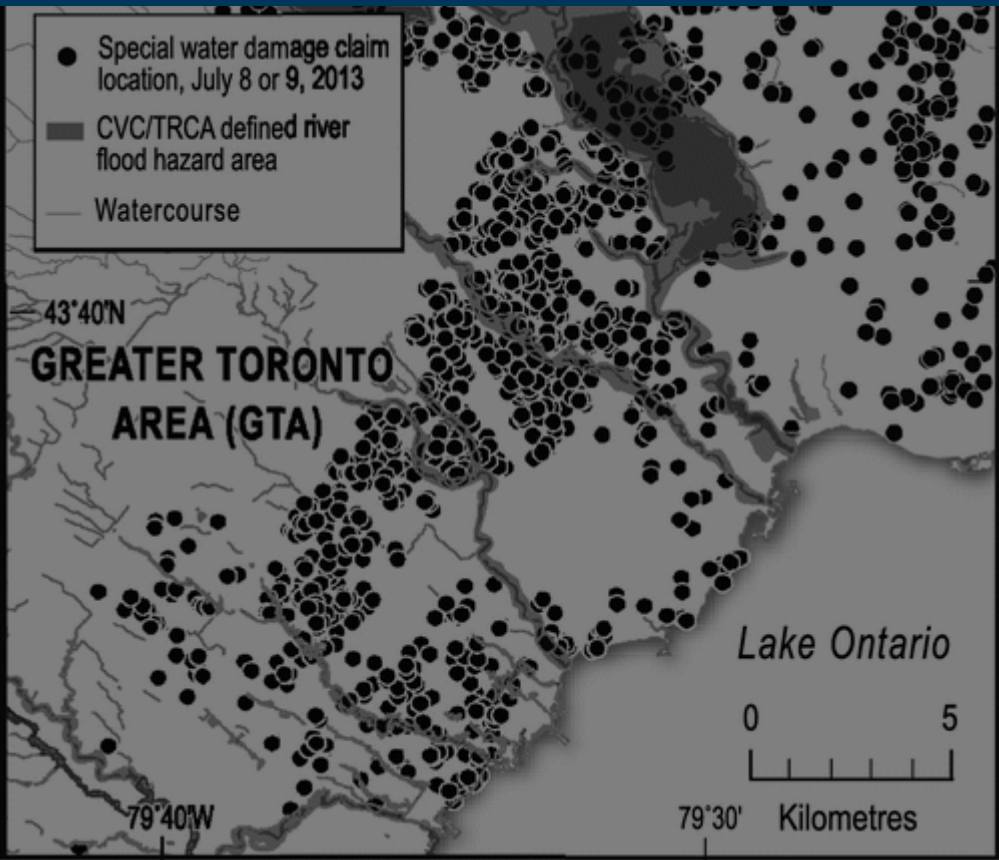 Special water damage claim
location, July 8 or 9, 2013
CVC/TRCA defined river
flood hazard area
Watercourse
43°40'N
GREATER TORONTO
AREA (GTA)
Lake Ontario
0 5
79°40'W
79°30'
Kilometres